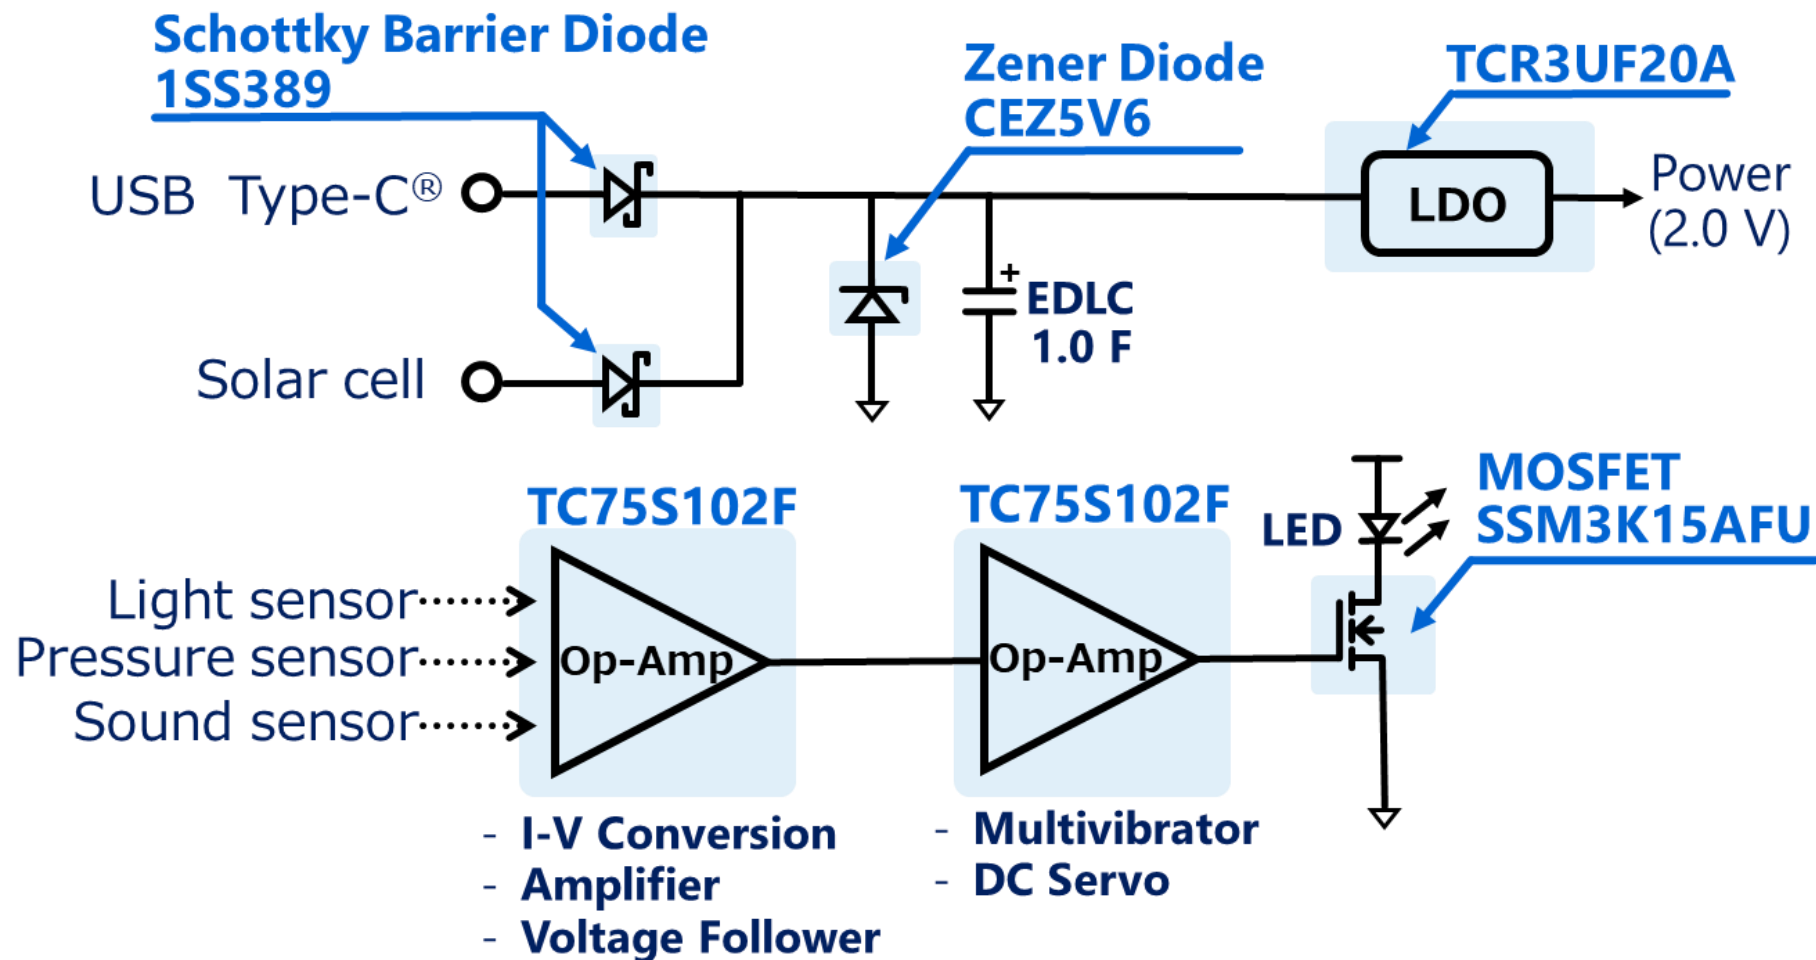 Schottky Barrier Diode
1SS389
Zener Diode
CEZ5V6
TCR3UF20A
USB Type-C®
LDO
Power
(2.0 V)
+
EDLC
1.0 F
Solar cell
TC75S102F
TC75S102F
LED
MOSFET
SSM3K15AFU
Light sensor
Pressure sensor
Sound sensor
Op-Amp
Op-Amp
- I-V Conversion
- Amplifier
- Voltage Follower
- Multivibrator
- DC Servo